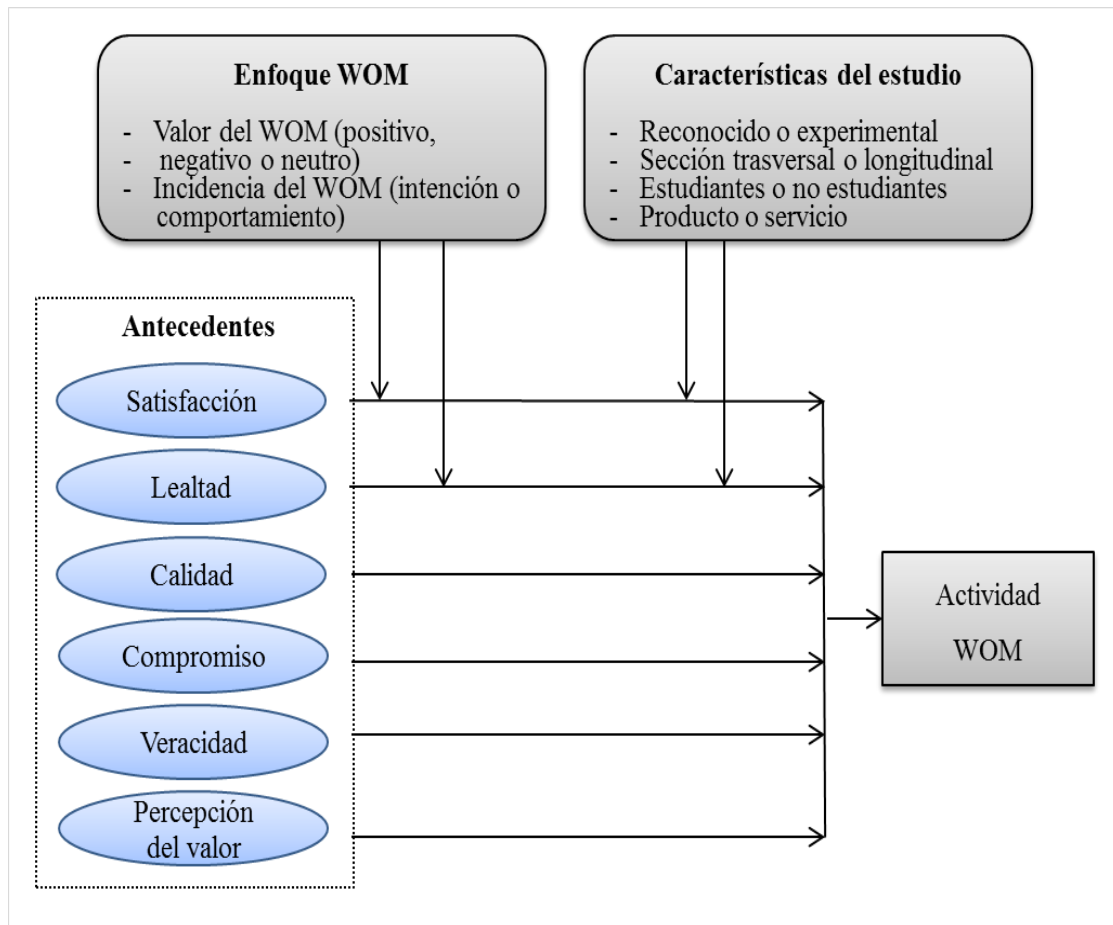 Enfoque WOM
- Valor del WOM (positivo,
- negativo o neutro)
- Incidencia del WOM (intención o
comportamiento)
Características del estudio
- Reconocido o experimental
- Sección trasversal o longitudinal
- Estudiantes o no estudiantes
- Producto o servicio
Antecedentes
Satisfacción
Lealtad
Calidad
Compromiso
Veracidad
Percepción
del valor
Actividad
WOM